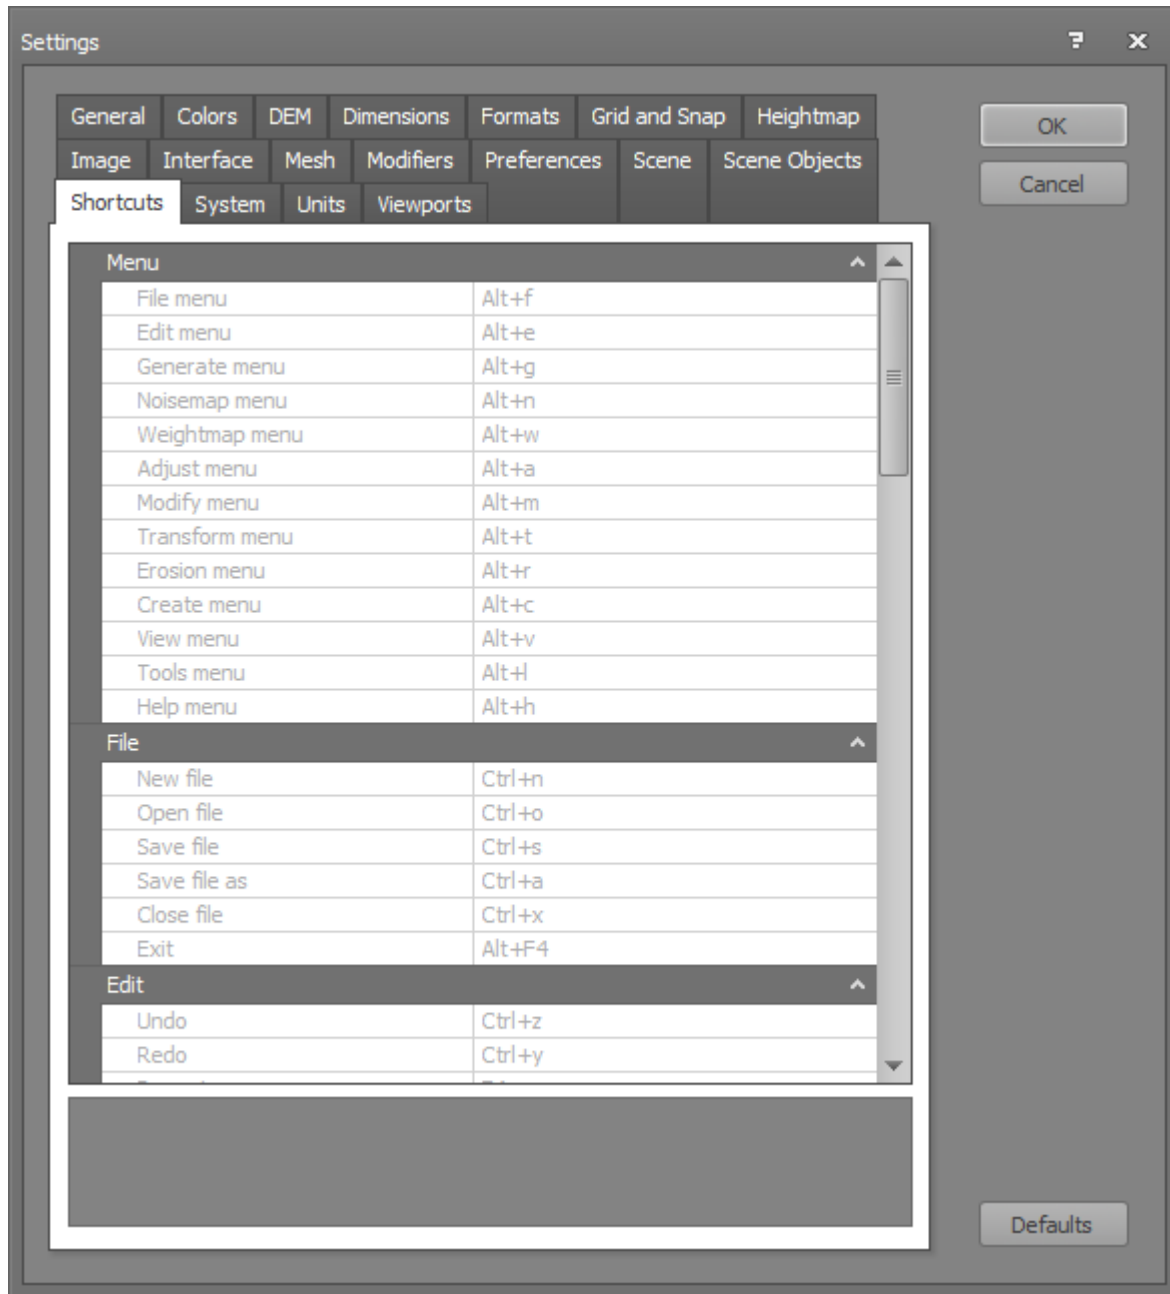 Settings
General Colors DEM Dimensions Formats Grid and Snap Heightmap
OK
Image Interface Mesh Modifiers Preferences Scene Scene Objects
Cancel
Shortcuts System Units Viewports
Menu
File menu Alt+f
Edit menu Alt+e
Generate menu Alt+g
Noisemap menu Alt+n
Weightmap menu Alt+w
Adjust menu Alt+a
Modify menu Alt+m
Transform menu Alt+t
Erosion menu Alt+r
Create menu Alt+c
View menu Alt+v
Tools menu Alt+l
Help menu Alt+h
File
New file Ctrl+n
Open file Ctrl+o
Save file Ctrl+s
Save file as Ctrl+a
Close file Ctrl+x
Exit Alt+F4
Edit
Undo Ctrl+z
Redo Ctrl+y
Defaults